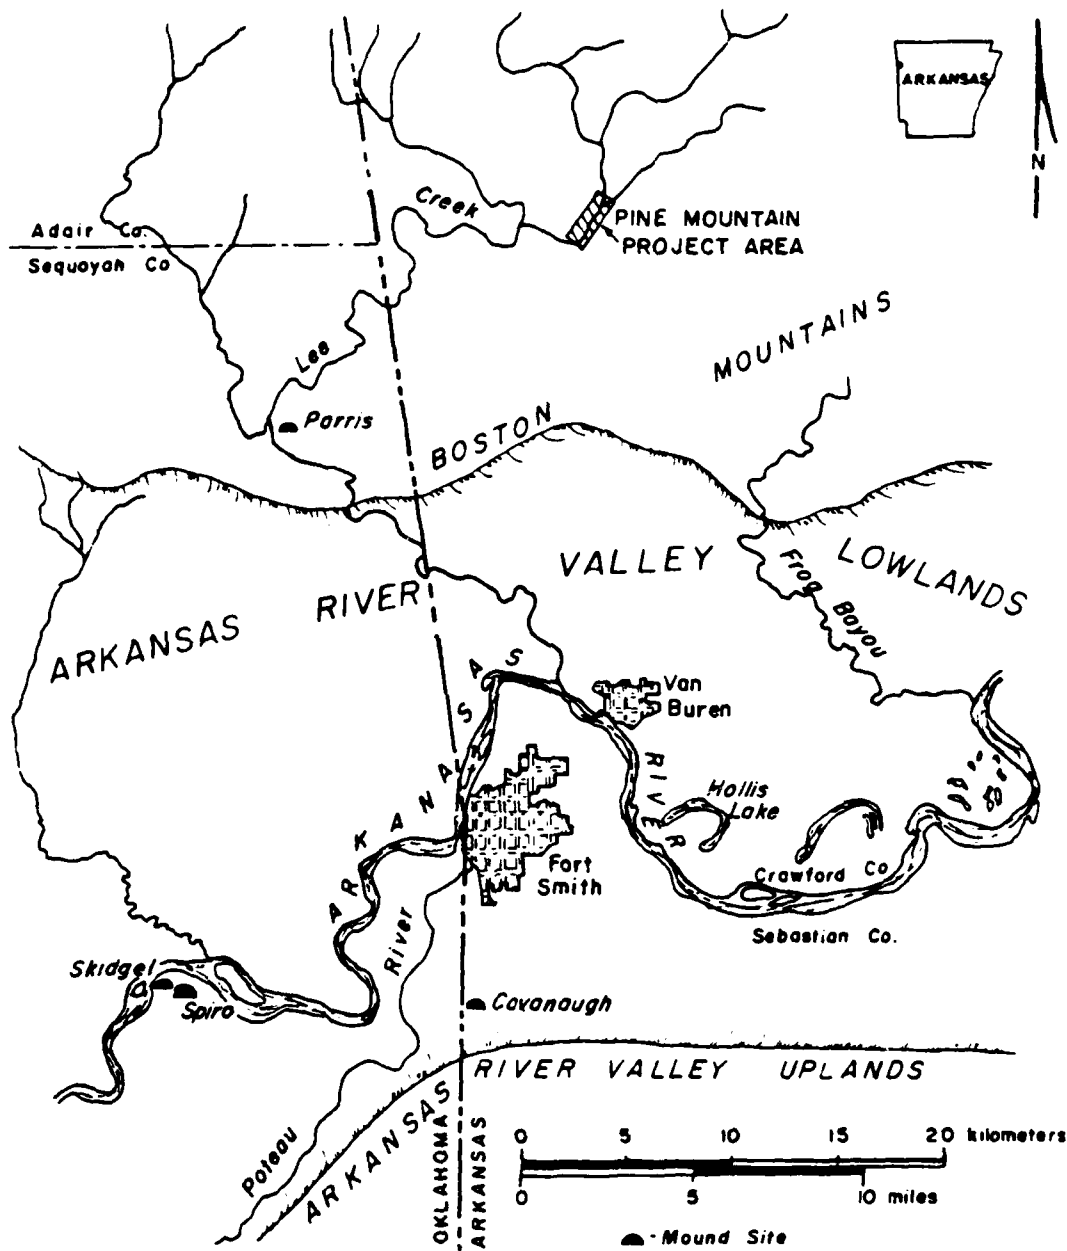 ARKANSAS
N
Creek
PINE MOUNTAIN
PROJECT AREA
Adair Co.
Sequoyah Co
MOUNTAINS
Lee
Parris
BOSTON
VALLEY
LOWLANDS
Frog Bayou
RIVER
ARKANSAS
Van
Buren
ARKANSAS
RIVER
Hollis
Lake
Fort
Smith
Crawford Co
Sebastian Co.
River
Skidgel
Spiro
Cavanaugh
RIVER VALLEY UPLANDS
ARKANSAS
Poteau
OKLAHOMA
ARKANSAS
0 5 10 15 20 kilometers
0 5 10 miles
- Mound Site